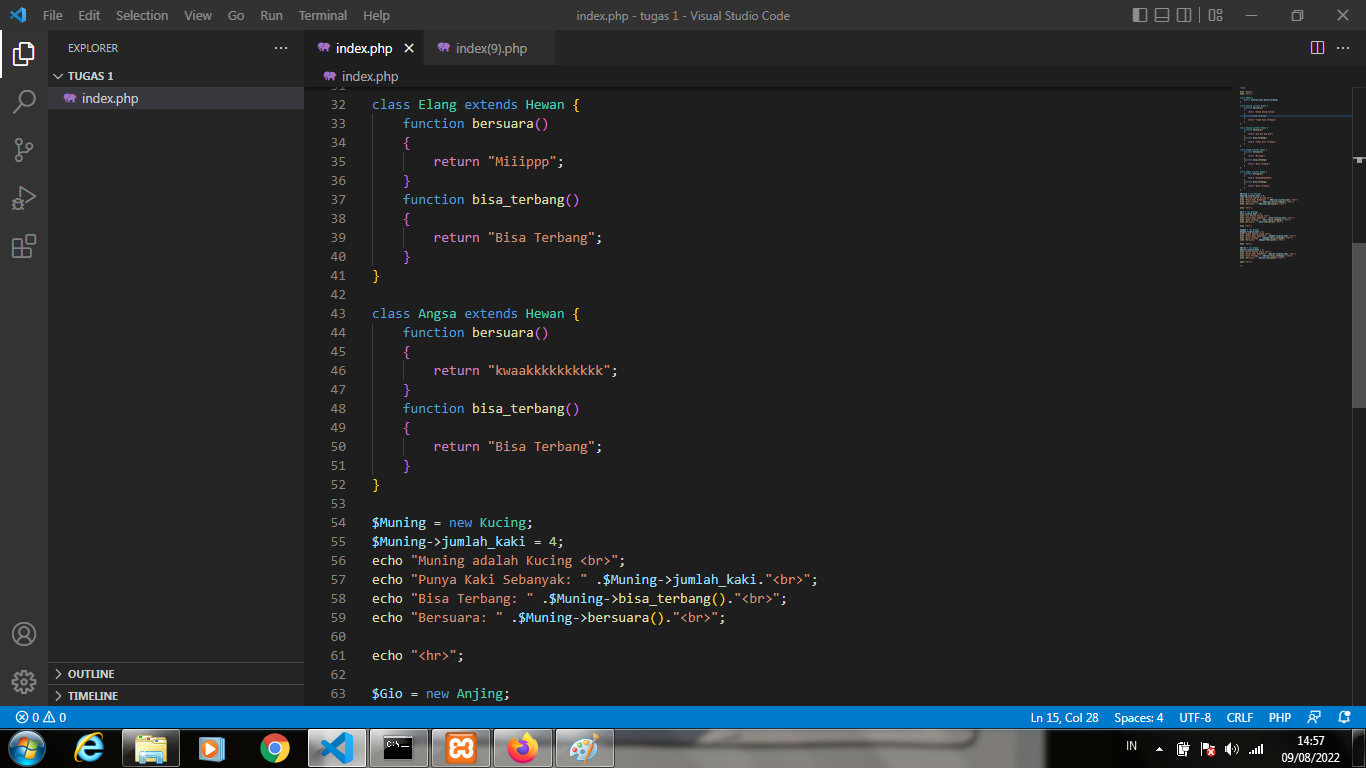 File Edit Selection View Go Run Terminal Help
index.php - tugas 1 - Visual Studio Code
EXPLORER
TUGAS 1
index.php
OUTLINE
TIMELINE
index.php
index(9).php
index.php
31
32 class Elang extends Hewan {
33 function bersuara()
34 {
35 return "Miiippp";
36 }
37 function bisa_terbang()
38 {
39 return "Bisa Terbang";
40 }
41 }
42
43 class Angsa extends Hewan {
44 function bersuara()
45 {
46 return "kwaakkkkkkkkkk";
47 }
48 function bisa_terbang()
49 {
50 return "Bisa Terbang";
51 }
52 }
53
54 $Muning = new Kucing;
55 $Muning->jumlah_kaki = 4;
56 echo "Muning adalah Kucing <br>";
57 echo "Punya Kaki Sebanyak: " .$Muning->jumlah_kaki."<br>";
58 echo "Bisa Terbang: " .$Muning->bisa_terbang()."<br>";
59 echo "Bersuara: " .$Muning->bersuara()."<br>";
60
61 echo "<hr>";
62
63 $Gio = new Anjing;
0 0
Ln 15, Col 28 Spaces: 4 UTF-8 CRLF PHP
C:\_
IN
14:57
09/08/2022